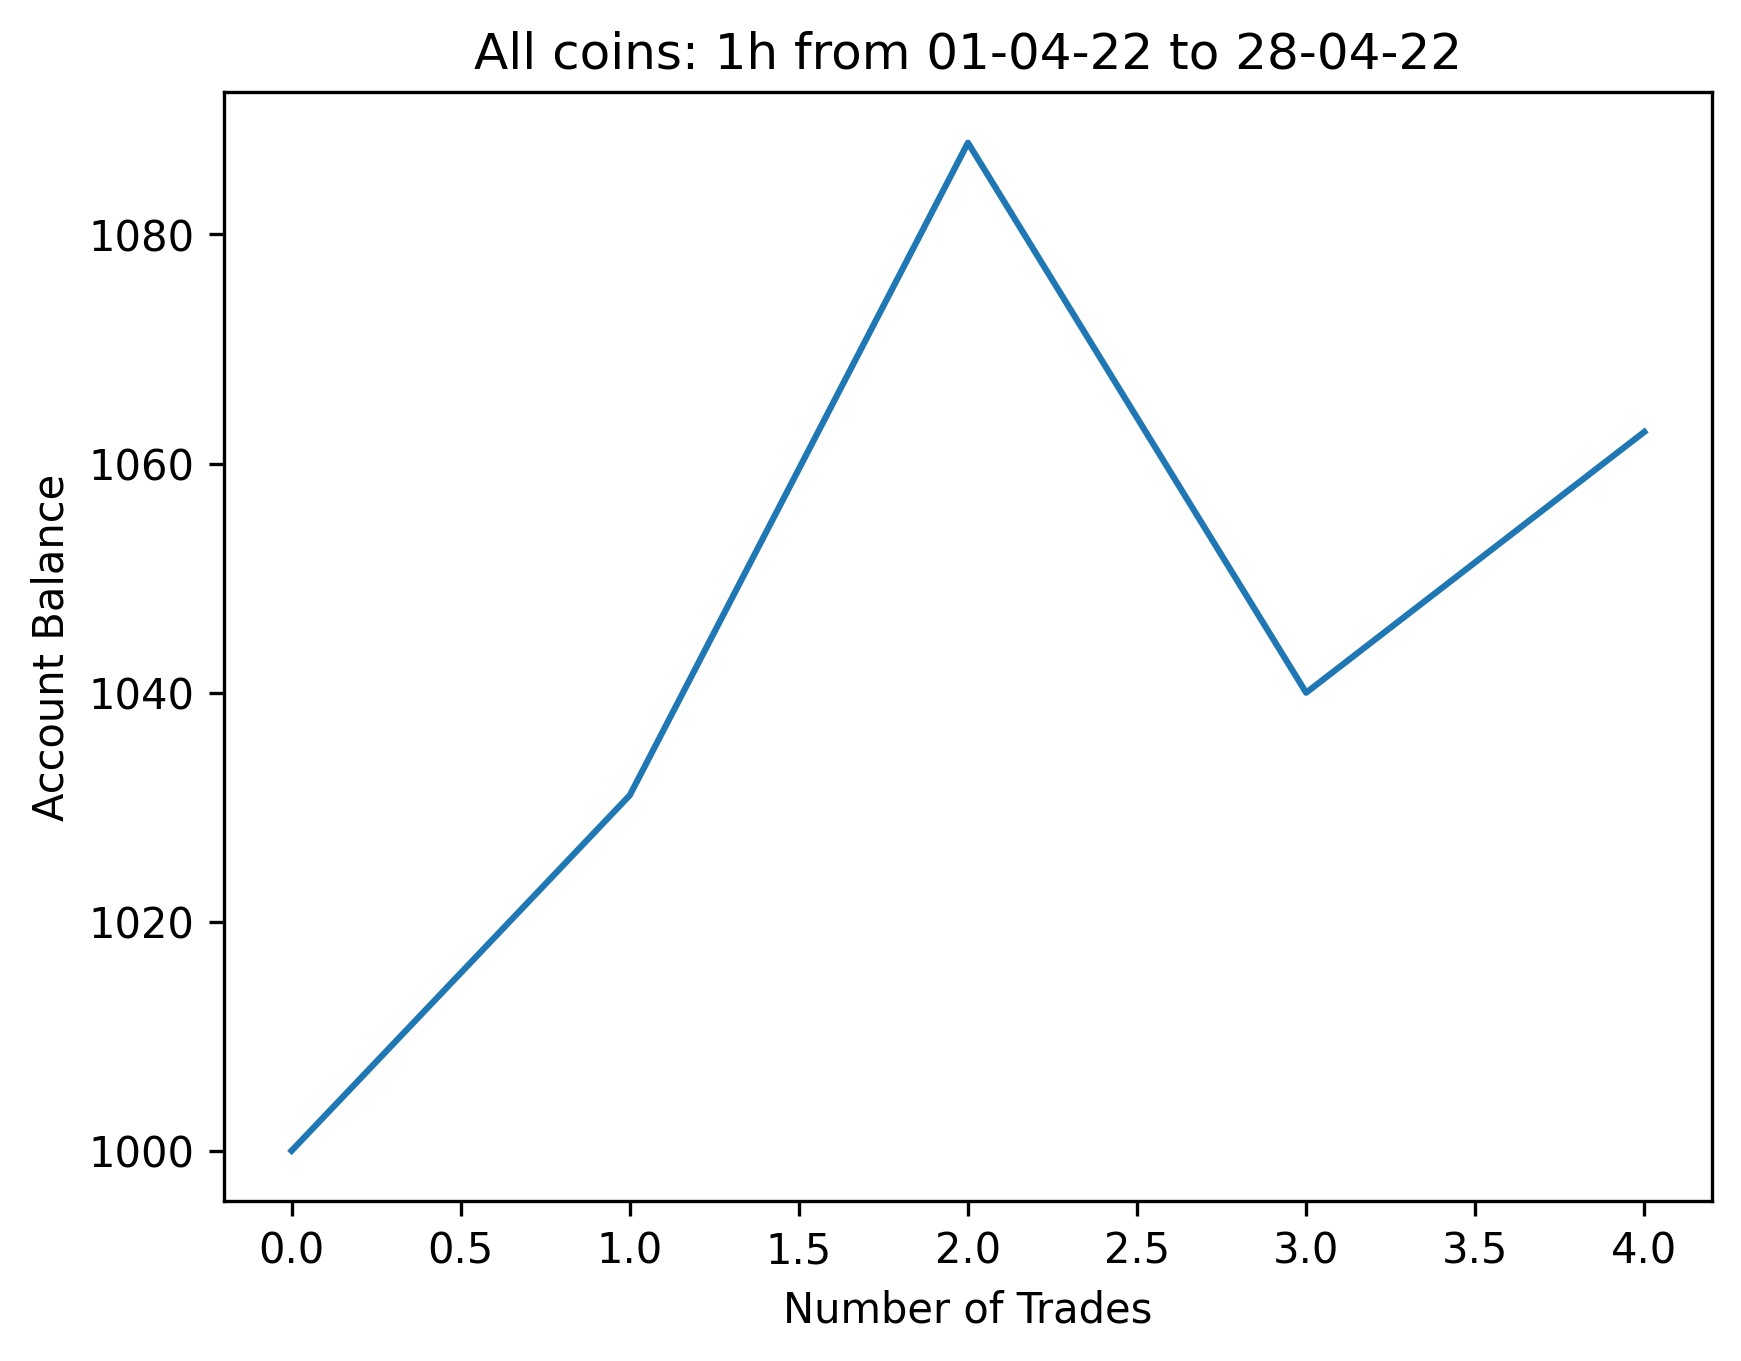 All coins: 1h from 01-04-22 to 28-04-22
Account Balance
1080
1060
1040
1020
1000
0.0 0.5 1.0 1.5 2.0 2.5 3.0 3.5 4.0
Number of Trades